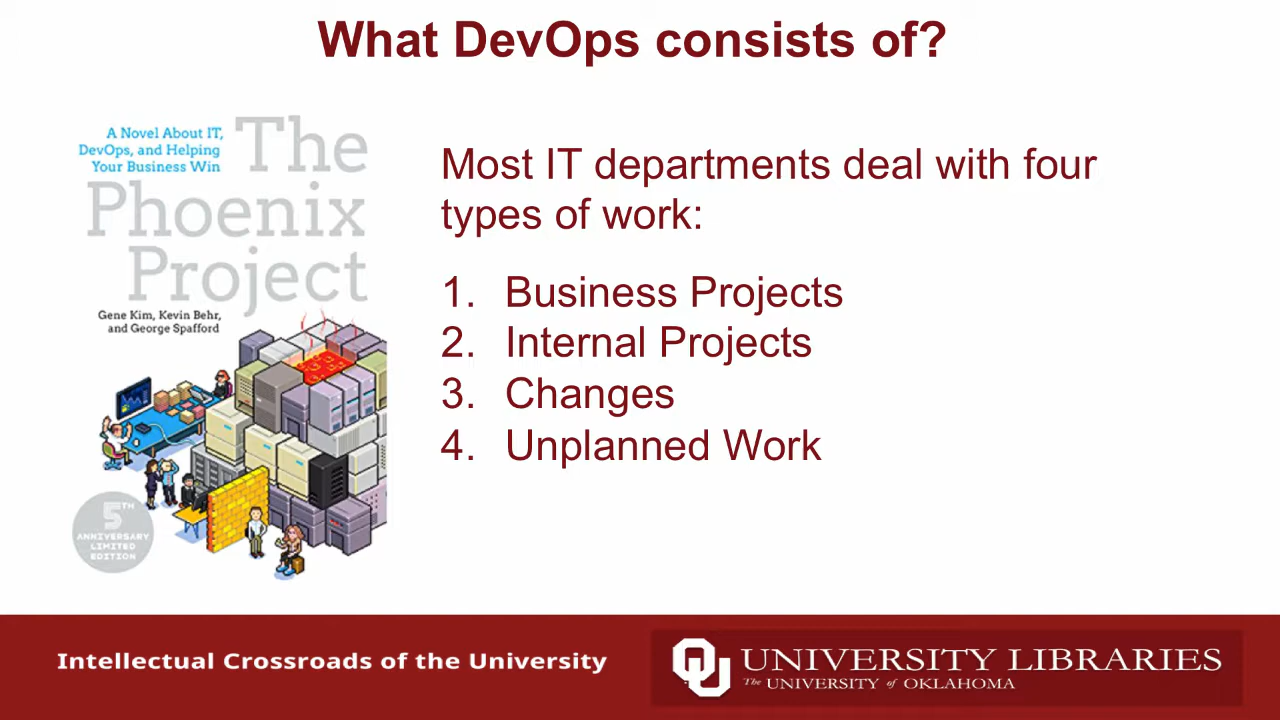 What DevOps consists of?
A Novel About IT,
DevOps, and Helping
Your Business Win
The
Phoenix
Project
Gene Kim, Kevin Behr,
and George Spafford
5TH
ANNIVERSARY
LIMITED
EDITION
Most IT departments deal with four
types of work:
1. Business Projects
2. Internal Projects
3. Changes
4. Unplanned Work
Intellectual Crossroads of the University
OU
UNIVERSITY LIBRARIES
The UNIVERSITY of OKLAHOMA